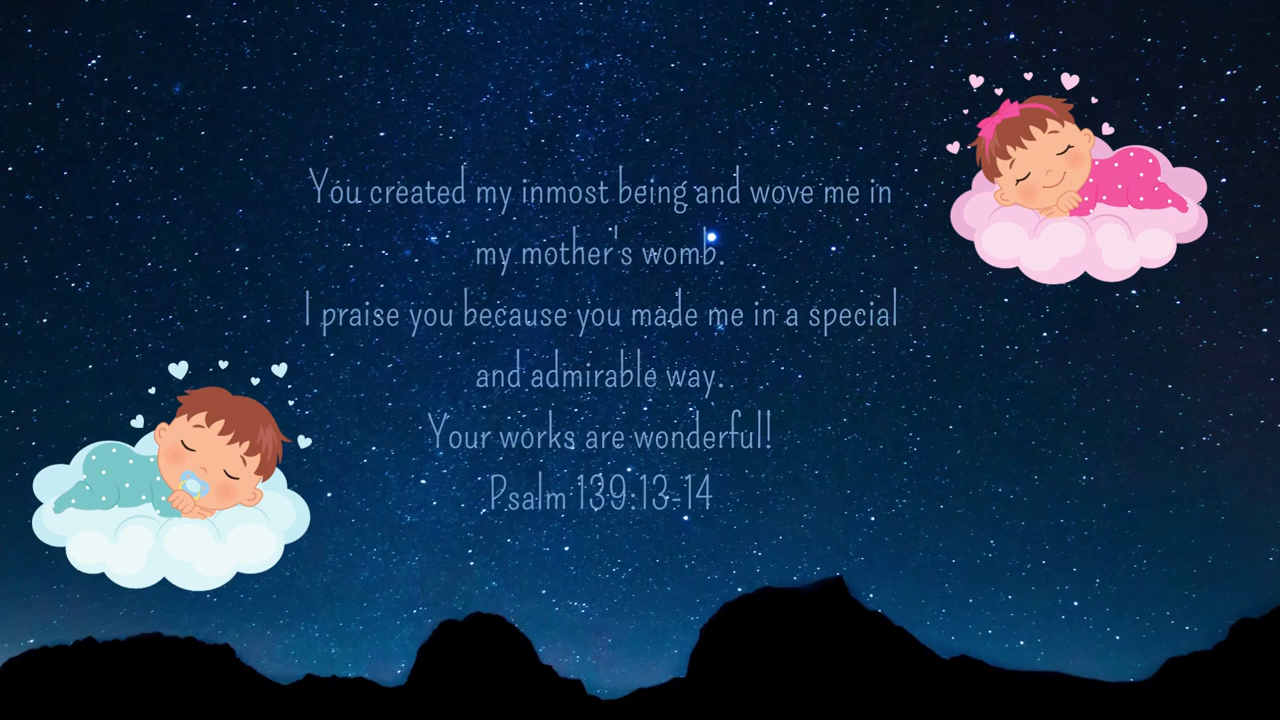 You created my inmost being and wove me in
my mother's womb.
I praise you because you made me in a special
and admirable way.
Your works are wonderful!
Psalm 139:13-14